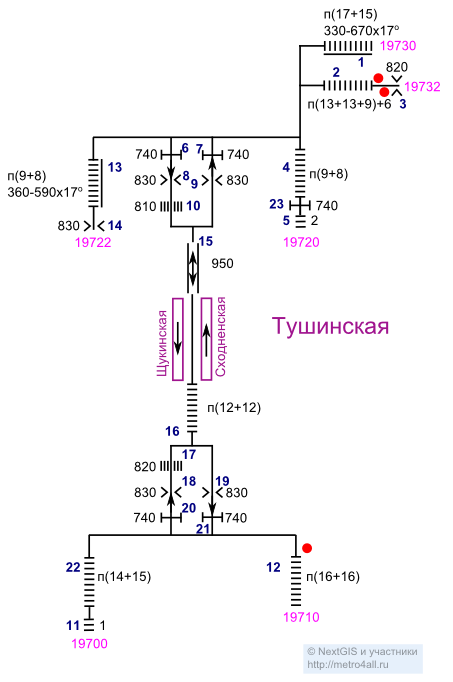 п(17+15)
330-670x17º
19730
1
2
820
19732
п(13+13+9)+6
3
740 6 7 740
п(9+8)
360-590x17º
13
830 8 9 830
4
п(9+8)
810 10
23 740
830 14
5 2
19722
15
19720
950
Щукинская
Сходненская
Тушинская
п(12+12)
16
17
820
18 19
830 830
20
740 21 740
22
п(14+15)
12
п(16+16)
11 1
19700
19710
© NextGIS и участники
http://metro4all.ru